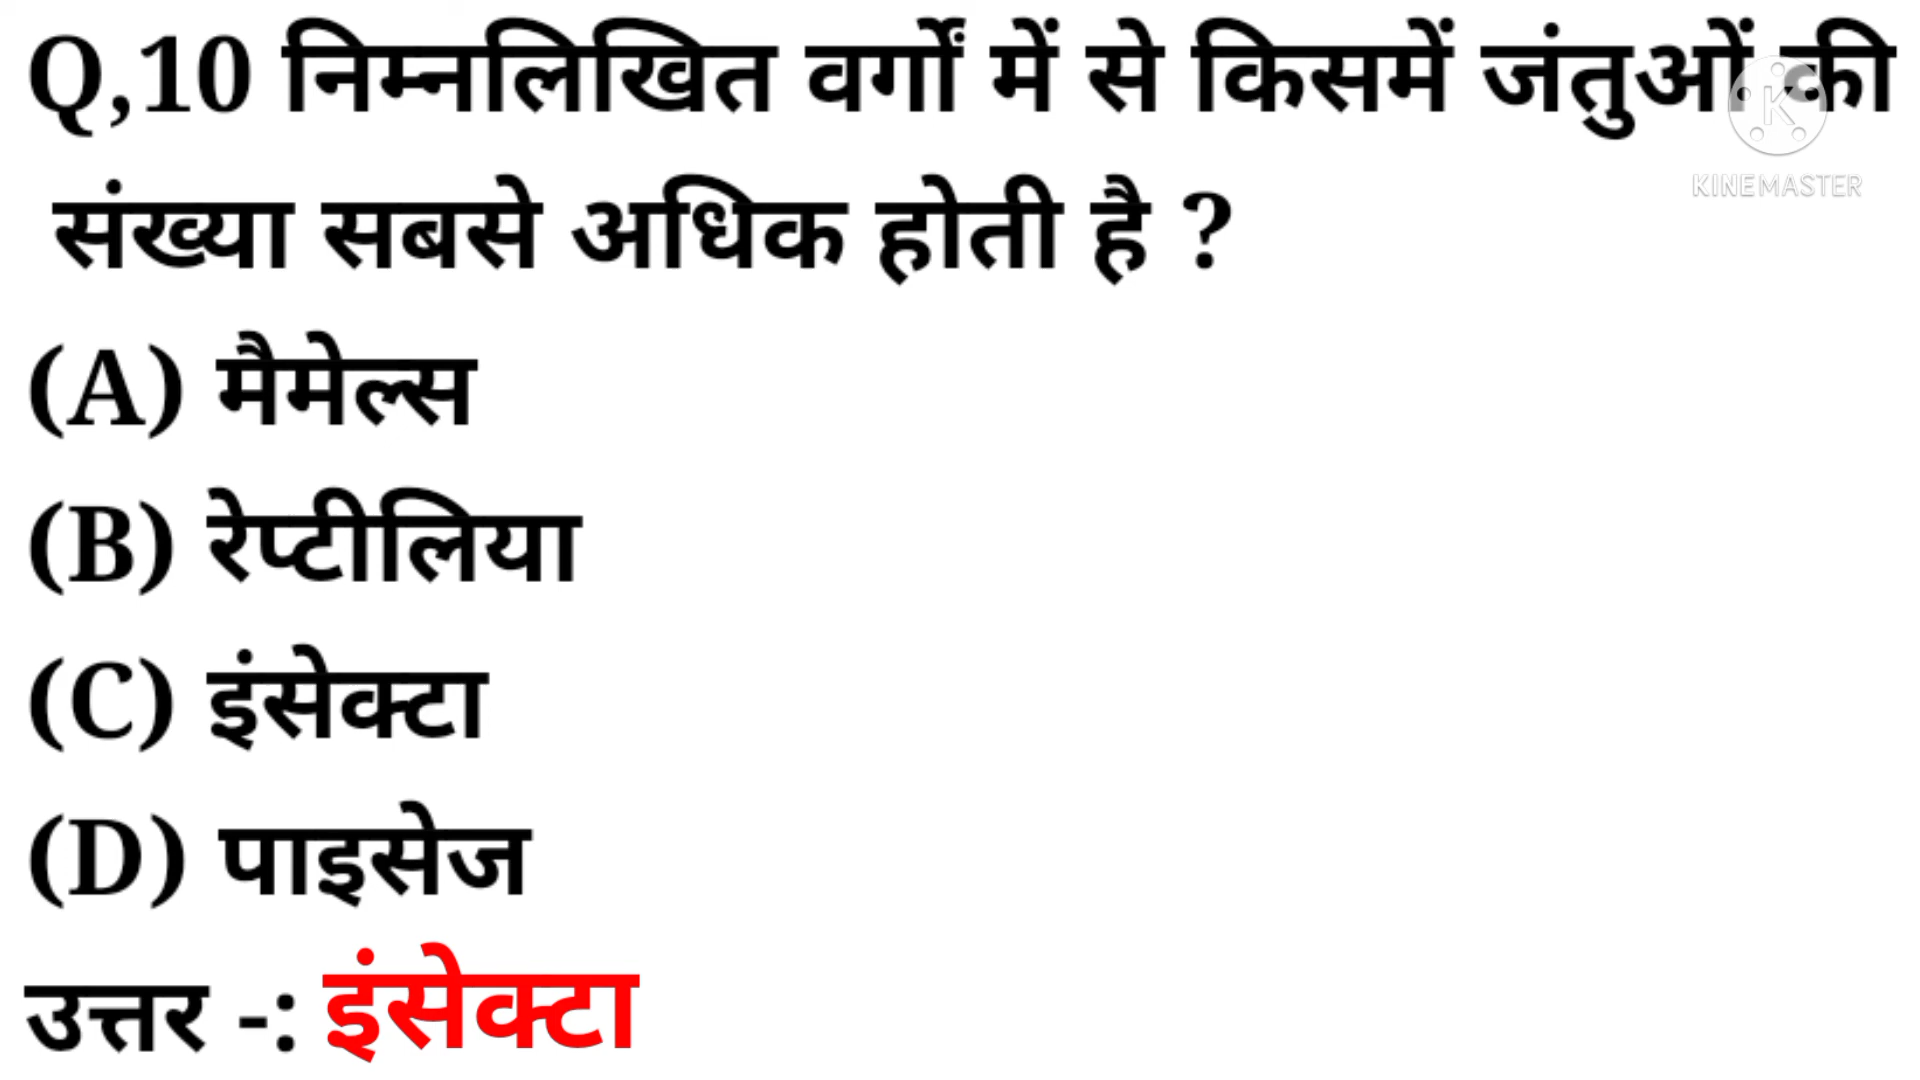 Q,10 निम्नलिखित वर्गों में से किसमें जंतुओं की
संख्या सबसे अधिक होती है ?
(A) मैमेल्स
(B) रेप्टीलिया
(C) इंसेक्टा
(D) पाइसेज
उत्तर -: इंसेक्टा
K
KINEMASTER